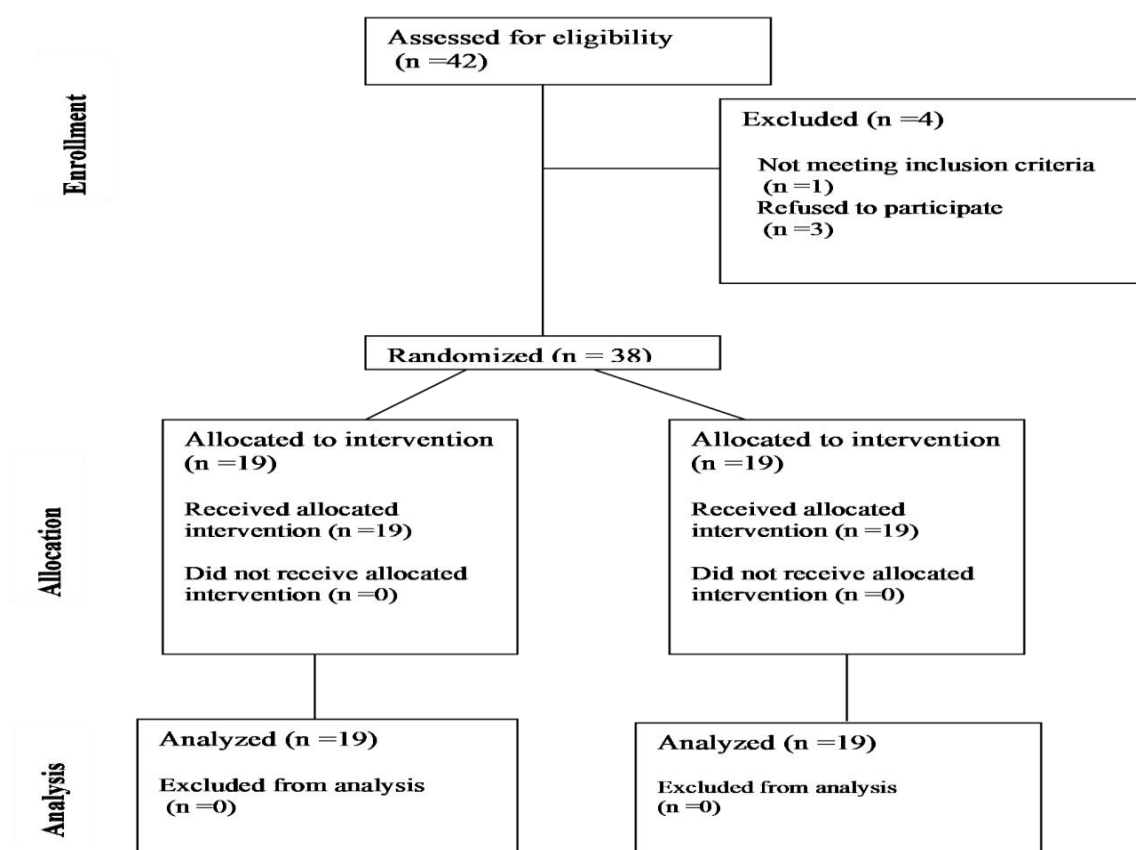 Assessed for eligibility
(n =42)
Enrollment
Excluded (n =4)
Not meeting inclusion criteria
(n =1)
Refused to participate
(n =3)
Randomized (n = 38)
Allocation
Allocated to intervention
(n =19)
Received allocated
intervention (n =19)
Did not receive allocated
intervention (n =0)
Allocated to intervention
(n =19)
Received allocated
intervention (n =19)
Did not receive allocated
intervention (n =0)
Analysis
Analyzed (n =19)
Excluded from analysis
(n =0)
Analyzed (n =19)
Excluded from analysis
(n =0)